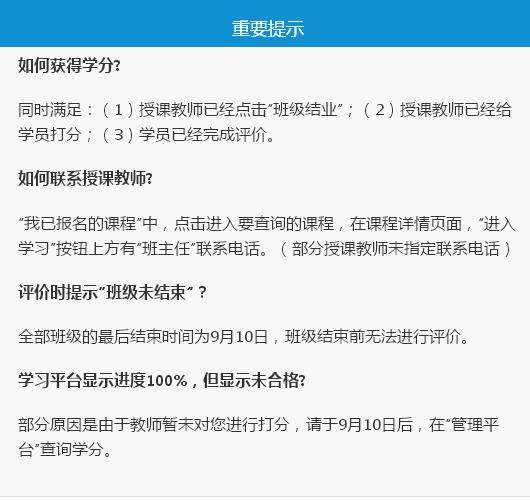 重要提示
如何获得学分?
同时满足：（1）授课教师已经点击"班级结业"；（2）授课教师已经给
学员打分；（3）学员已经完成评价。
如何联系授课教师?
"我已报名的课程"中，点击进入要查询的课程，在课程详情页面，"进入
学习"按钮上方有"班主任"联系电话。（部分授课教师未指定联系电话）
评价时提示"班级未结束"？
全部班级的最后结束时间为9月10日，班级结束前无法进行评价。
学习平台显示进度100%，但显示未合格?
部分原因是由于教师暂未对您进行打分，请于9月10日后，在"管理平
台"查询学分。